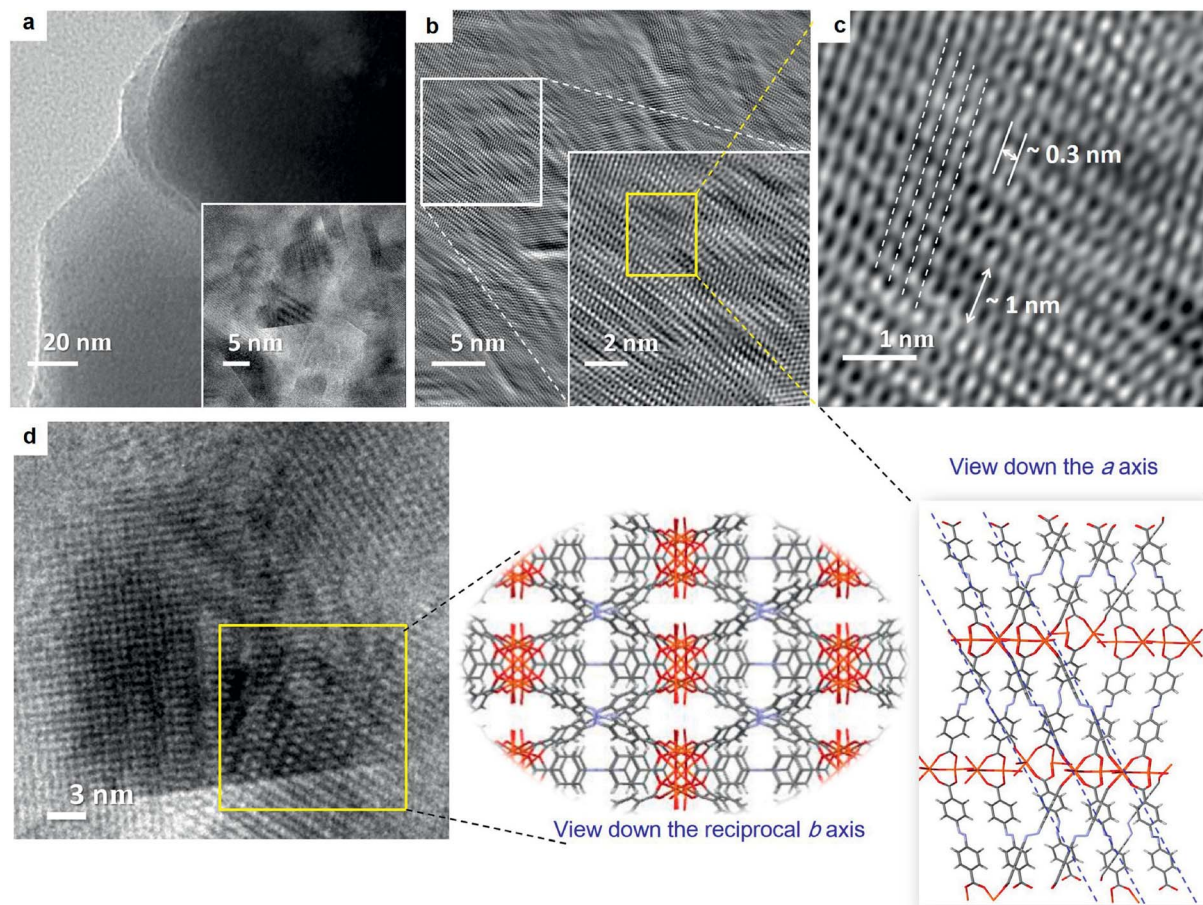 a
20 nm
5 nm
b
5 nm
2 nm
c
~ 0.3 nm
~ 1 nm
1 nm
d
3 nm
View down the reciprocal b axis
View down the a axis